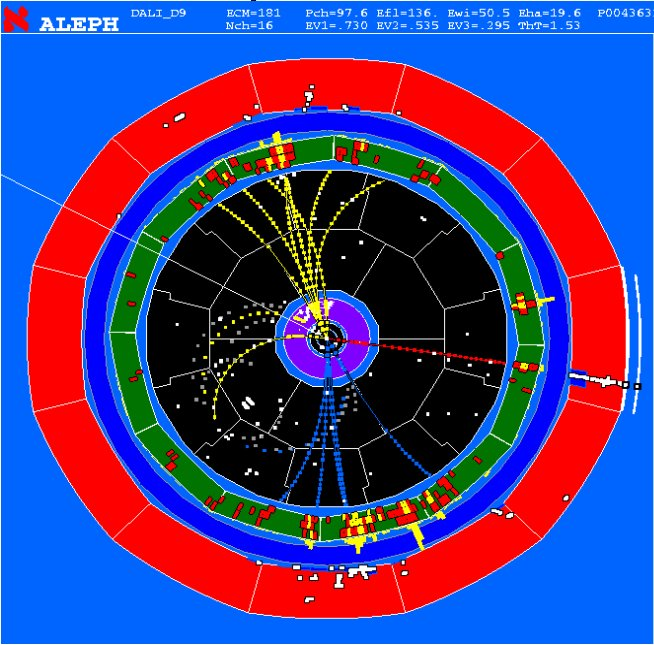 ALEPH DALI_D9 ECM=181 Pch=97.6 Efl=136. Ewi=50.5 Eha=19.6
Nch=16 EV1=.730 EV2=.535 EV3=.295 ThT=1.53